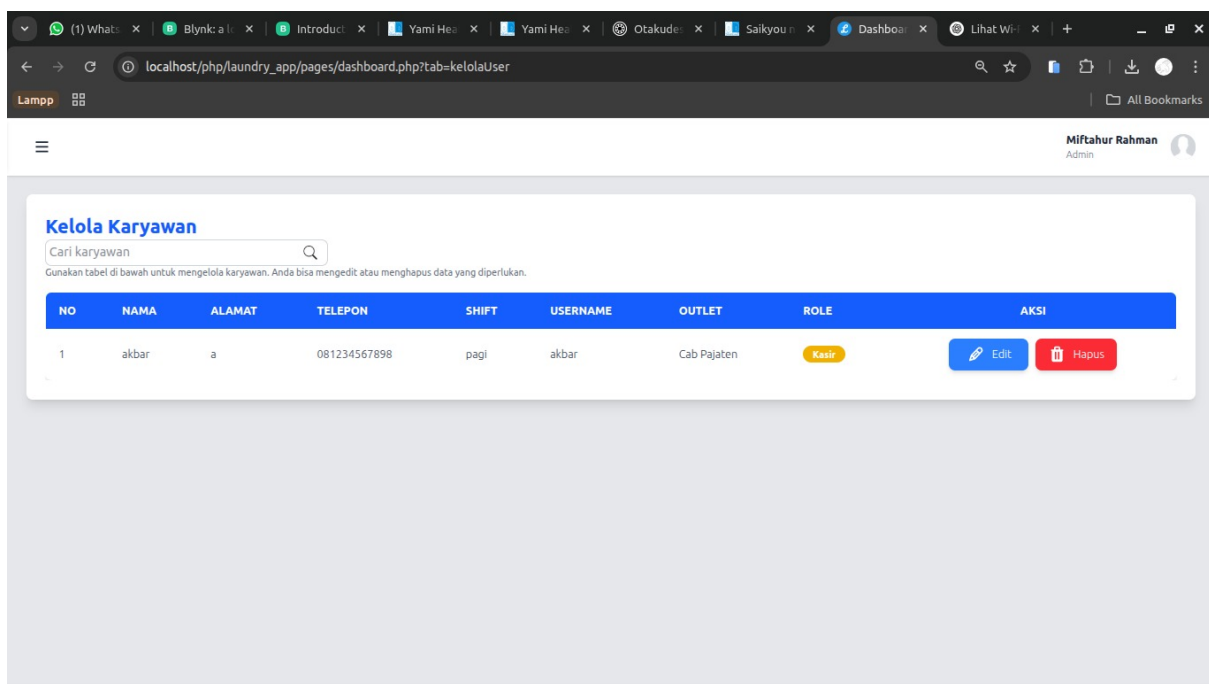 (1) Whats
Blynk: a lo
Introduct
Yami Hea
Yami Hea
Otakudes
Saikyou n
Dashboar
Lihat Wi-
localhost/php/laundry_app/pages/dashboard.php?tab=kelolaUser
Lampp
All Bookmarks
Miftahur Rahman
Admin
Kelola Karyawan
Cari karyawan
Gunakan tabel di bawah untuk mengelola karyawan. Anda bisa mengedit atau menghapus data yang diperlukan.
NO NAMA ALAMAT TELEPON SHIFT USERNAME OUTLET ROLE AKSI
1 akbar a 081234567898 pagi akbar Cab Pajaten Kasir Edit Hapus